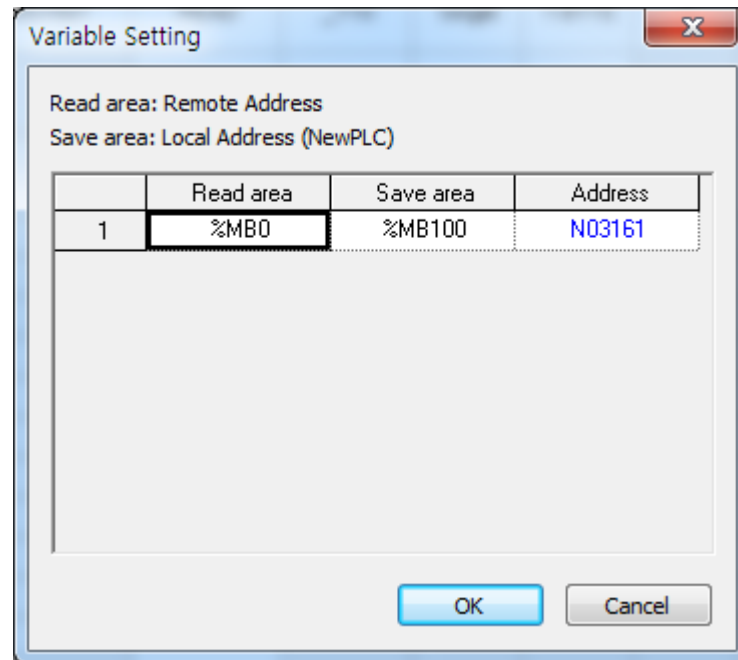 Variable Setting
Read area: Remote Address
Save area: Local Address (NewPLC)
Read area Save area Address
1 %MB0 %MB100 N03161
OK Cancel